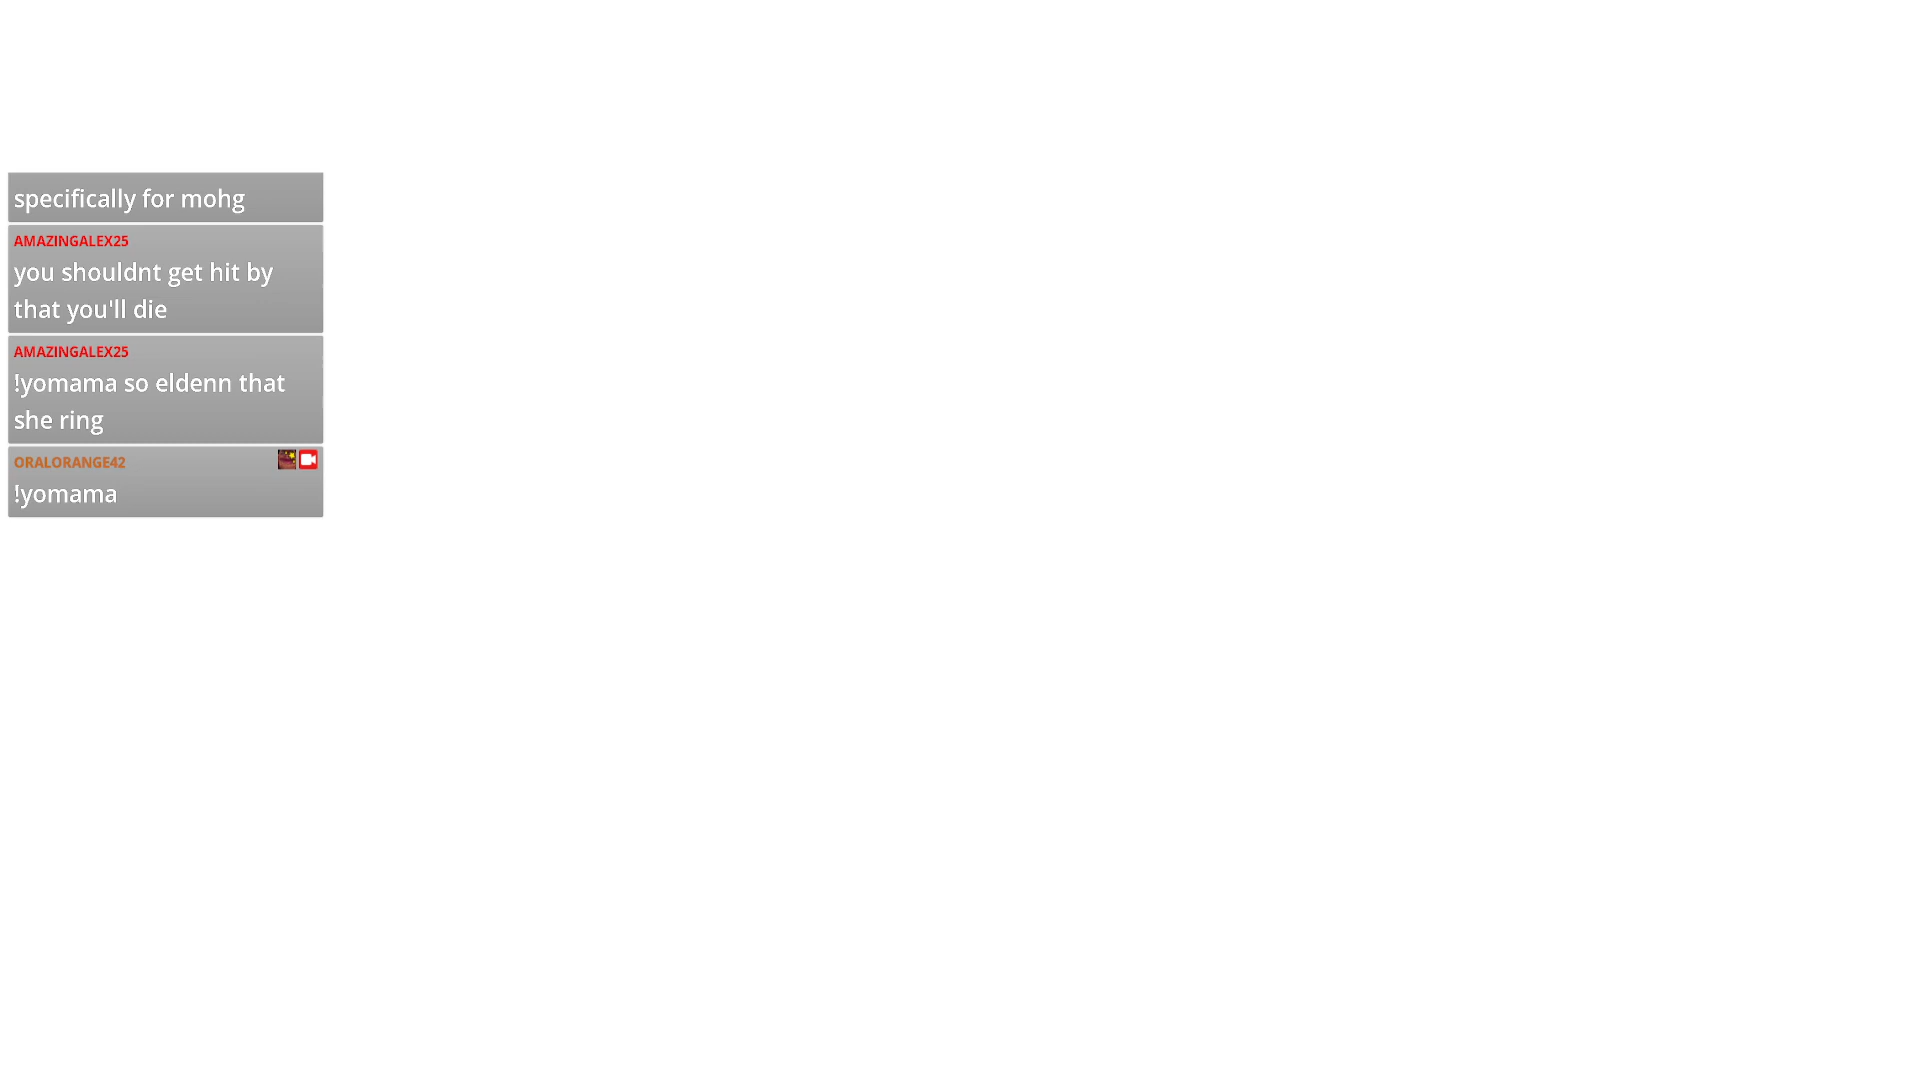 specifically for mohg
AMAZINGALEX25
you shouldnt get hit by
that you'll die
AMAZINGALEX25
!yomama so eldenn that
she ring
ORALORANGE42
!yomama